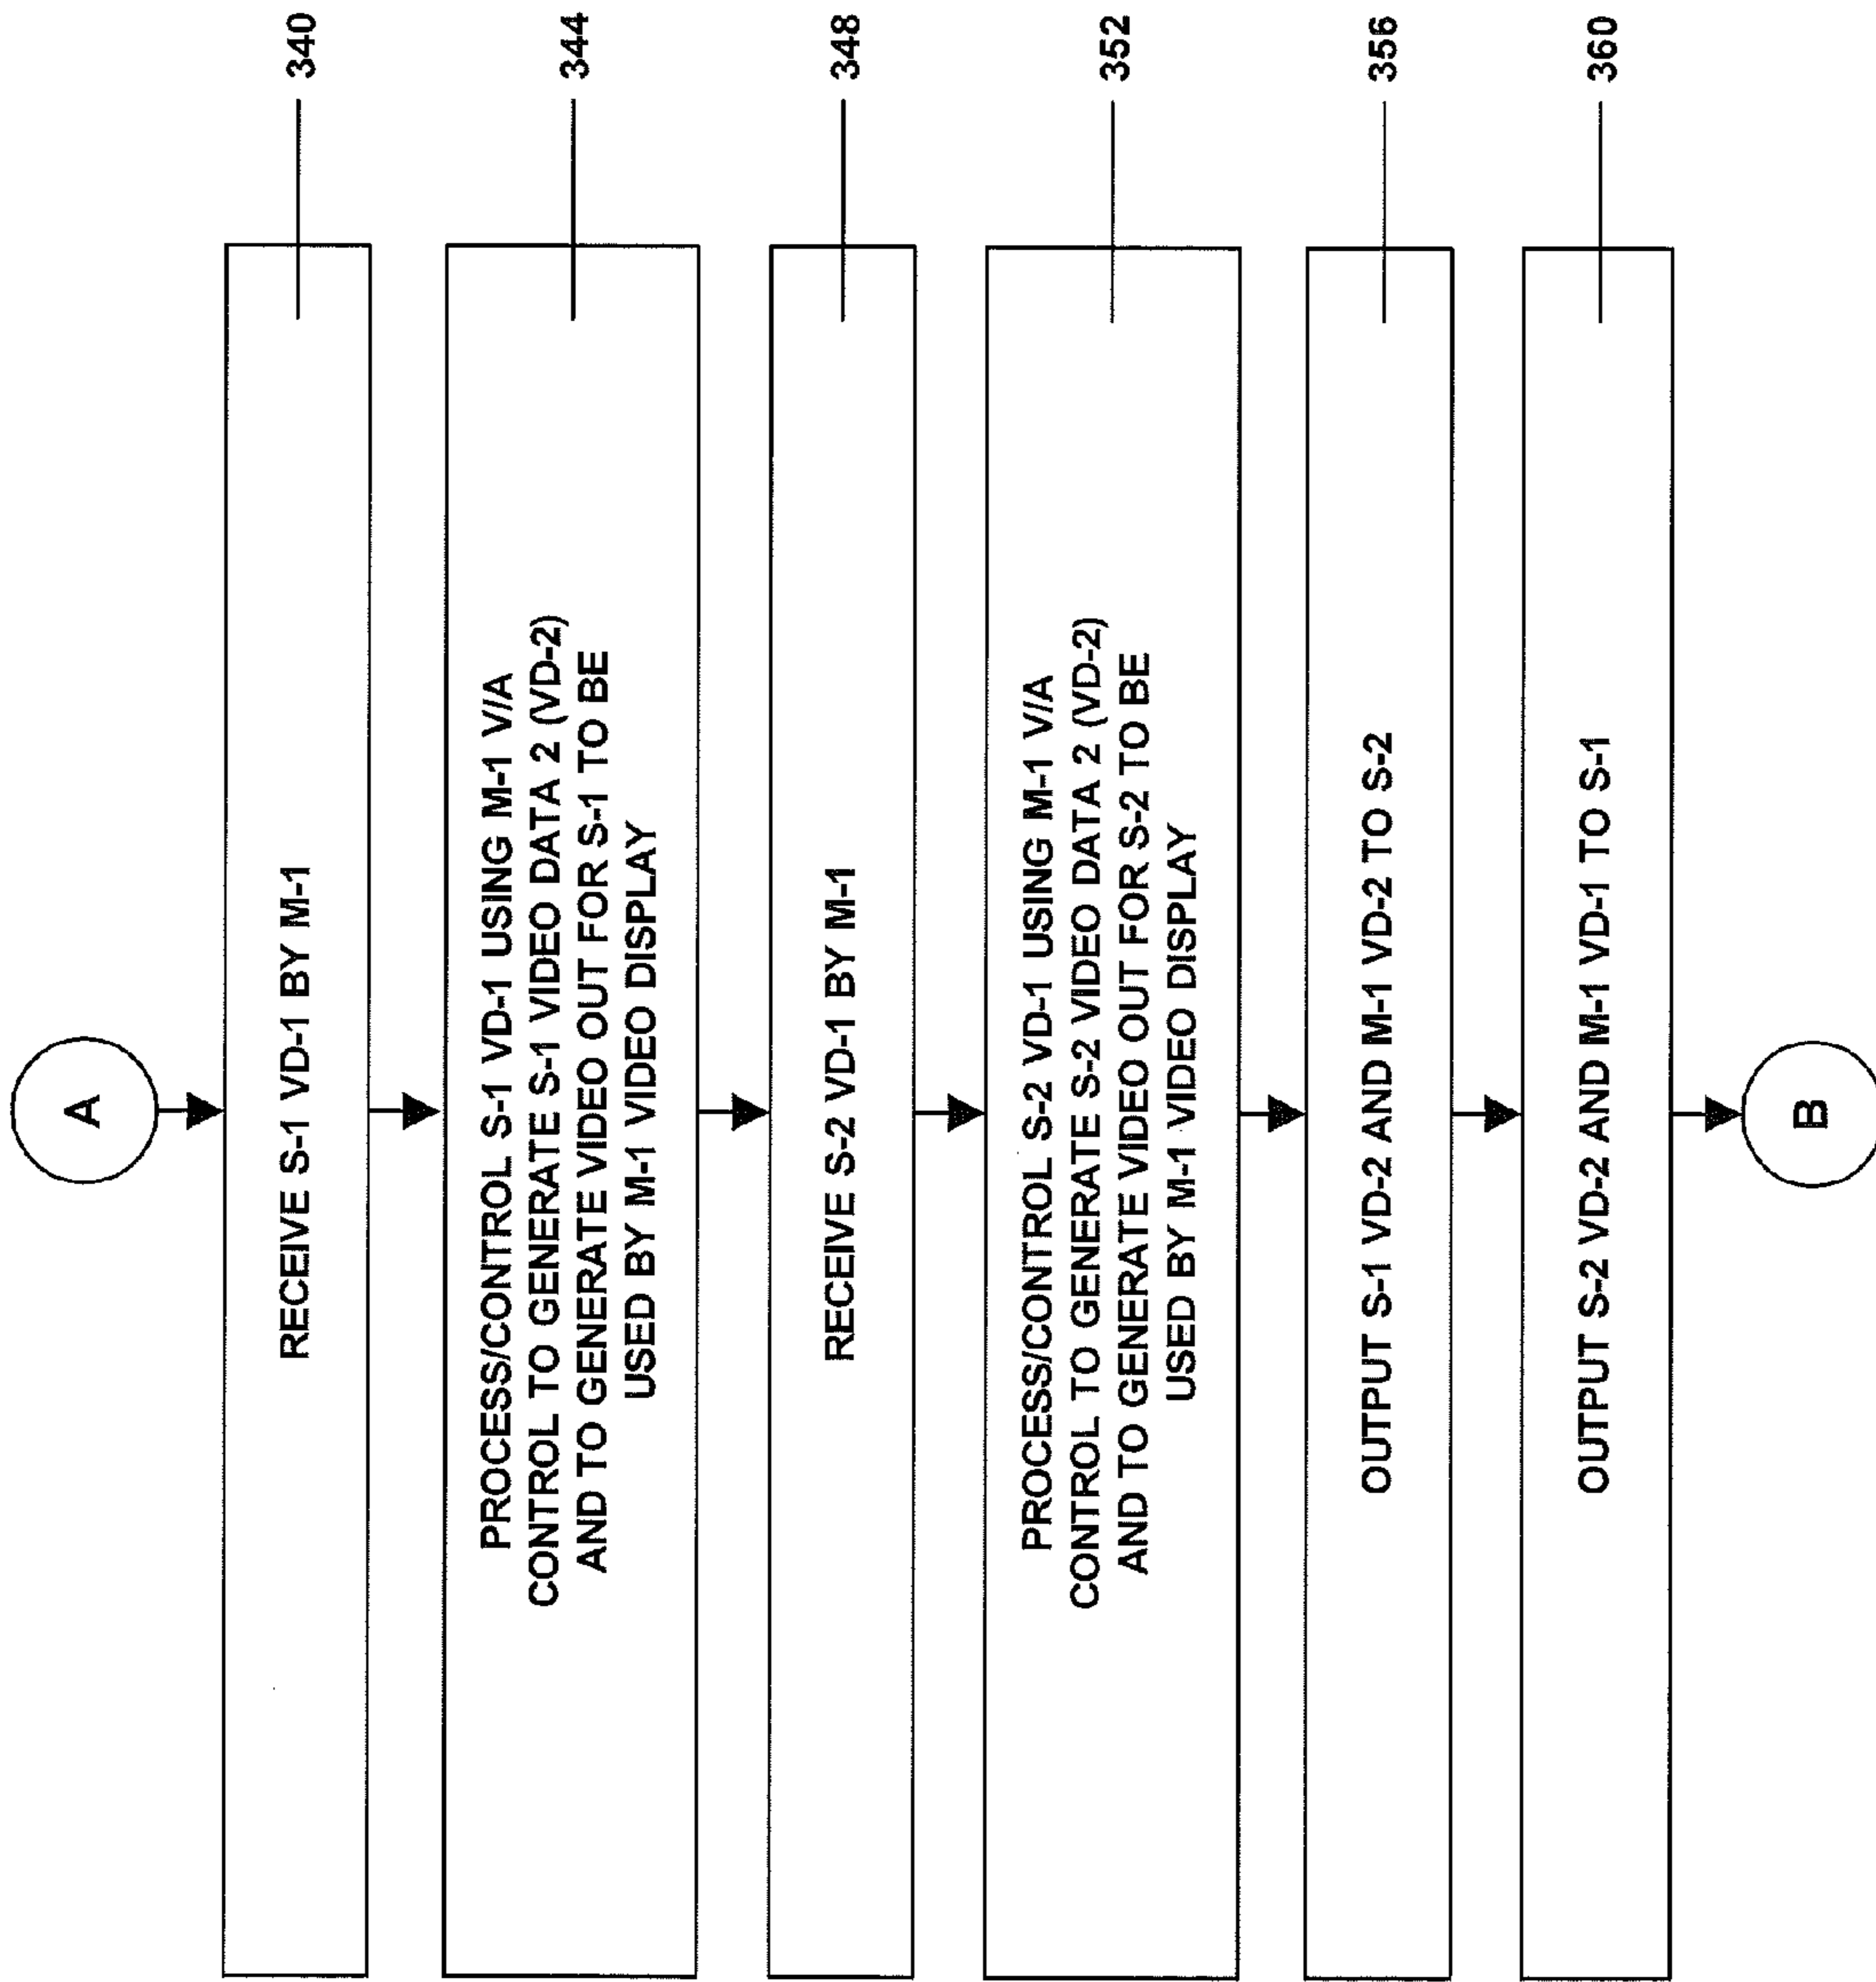 A
RECEIVE S-1 VD-1 BY M-1
340
PROCESS/CONTROL S-1 VD-1 USING M-1 V/A
CONTROL TO GENERATE S-1 VIDEO DATA 2 (VD-2)
AND TO GENERATE VIDEO OUT FOR S-1 TO BE
USED BY M-1 VIDEO DISPLAY
344
RECEIVE S-2 VD-1 BY M-1
348
PROCESS/CONTROL S-2 VD-1 USING M-1 V/A
CONTROL TO GENERATE S-2 VIDEO DATA 2 (VD-2)
AND TO GENERATE VIDEO OUT FOR S-2 TO BE
USED BY M-1 VIDEO DISPLAY
352
OUTPUT S-1 VD-2 AND M-1 VD-2 TO S-2
356
OUTPUT S-2 VD-2 AND M-1 VD-1 TO S-1
360
B